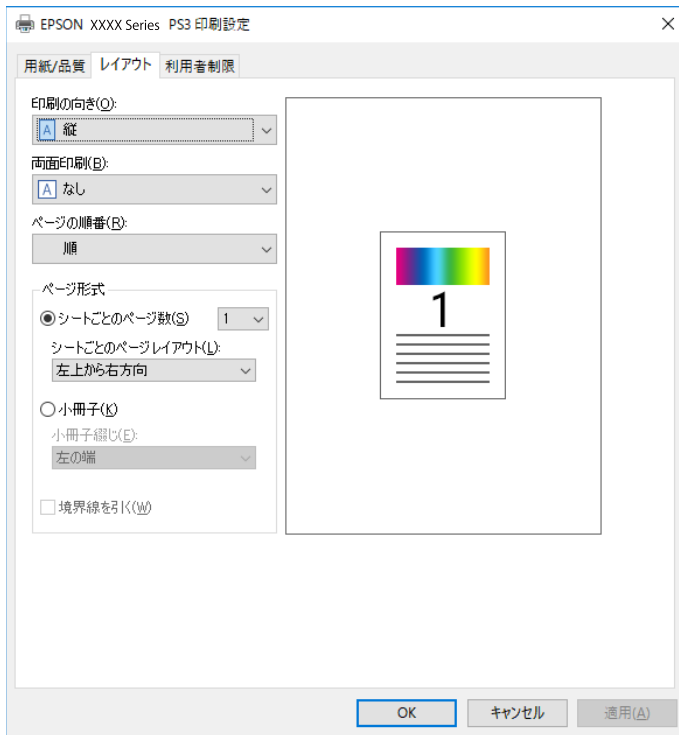 EPSON XXXX Series PS3 印刷設定
用紙/品質 レイアウト 利用者制限
印刷の向き(O):
A 縦
両面印刷(B):
A なし
ページの順番(R):
順
ページ形式
シートごとのページ数(S) 1
シートごとのページ レイアウト(L):
左上から右方向
小冊子(K)
小冊子綴じ(E):
左の端
境界線を引く(W)
1
OK キャンセル 適用(A)